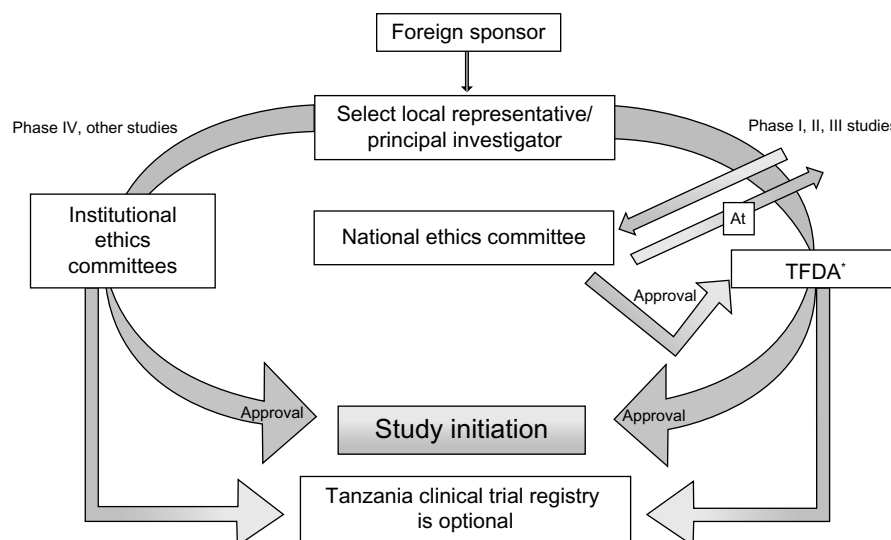 Foreign sponsor
Select local representative/
principal investigator
Phase IV, other studies
Phase I, II, III studies
Institutional
ethics
committees
National ethics committee
At
TFDA*
Approval
Approval
Study initiation
Approval
Tanzania clinical trial registry
is optional